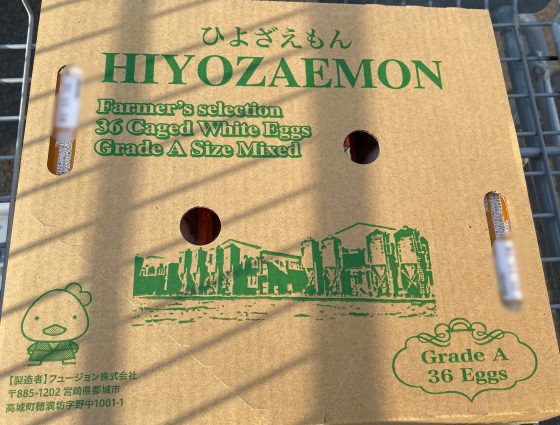 ひよざえもん
HIYOZAEMON
Farmer's selection
36 Caged White Eggs
Grade A Size Mixed
Grade A
36 Eggs
【製造者】フュージョン株式会社
〒885-1202 宮崎県都城市
高城町穂満坊字野中1001-1